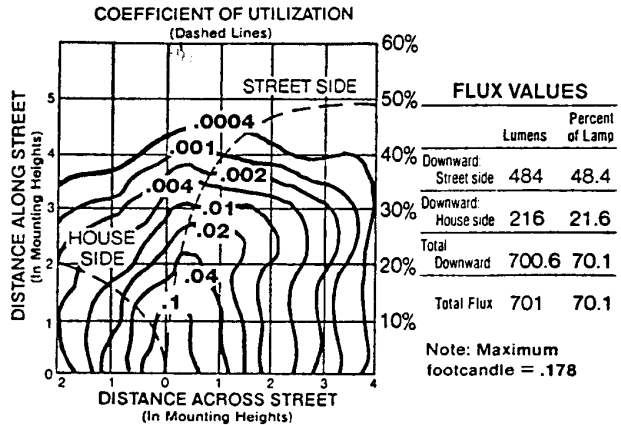 COEFFICIENT OF UTILIZATION
(Dashed Lines)
60%
STREET SIDE
5
50%
.0004
.001
4
40%
.002
.004
3
30%
.01
.02
HOUSE SIDE
2
20%
.04
.1
1
10%
0
2 1 0 1 2 3 4
DISTANCE ALONG STREET
(In Mounting Heights)
DISTANCE ACROSS STREET
(In Mounting Heights)
FLUX VALUES
Lumens Percent of Lamp
Downward:
Street side 484 48.4
Downward:
House side 216 21.6
Total
Downward 700.6 70.1
Total Flux 701 70.1
Note: Maximum
footcandle = .178